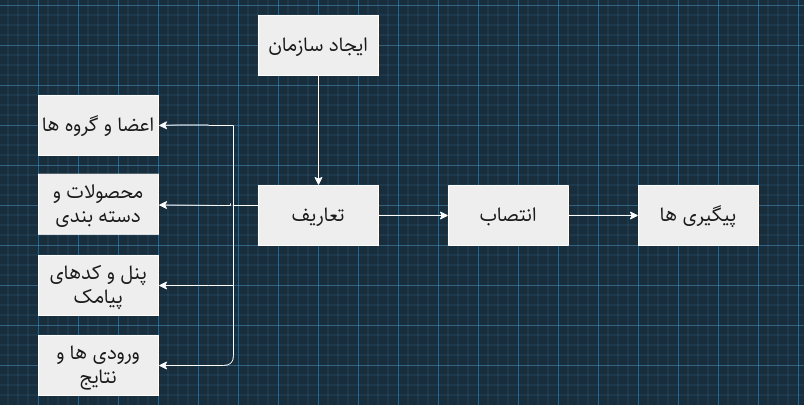 ایجاد سازمان
اعضا و گروه ها
محصولات و
دسته بندی
تعاریف
انتصاب
پیگیری ها
پنل و کدهای
پیامک
ورودی ها و
نتایج